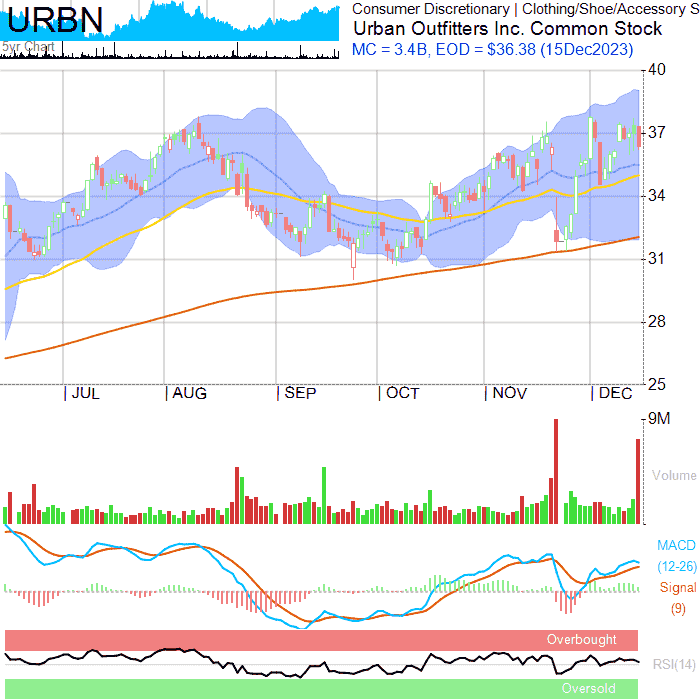 URBN
5yr Chart
Consumer Discretionary | Clothing/Shoe/Accessory S
Urban Outfitters Inc. Common Stock
MC = 3.4B, EOD = $36.38 (15Dec2023)
40
37
34
31
28
25
| JUL | AUG | SEP | OCT | NOV | DEC
9M
Volume
MACD
(12-26)
Signal
(9)
Overbought
RSI(14)
Oversold